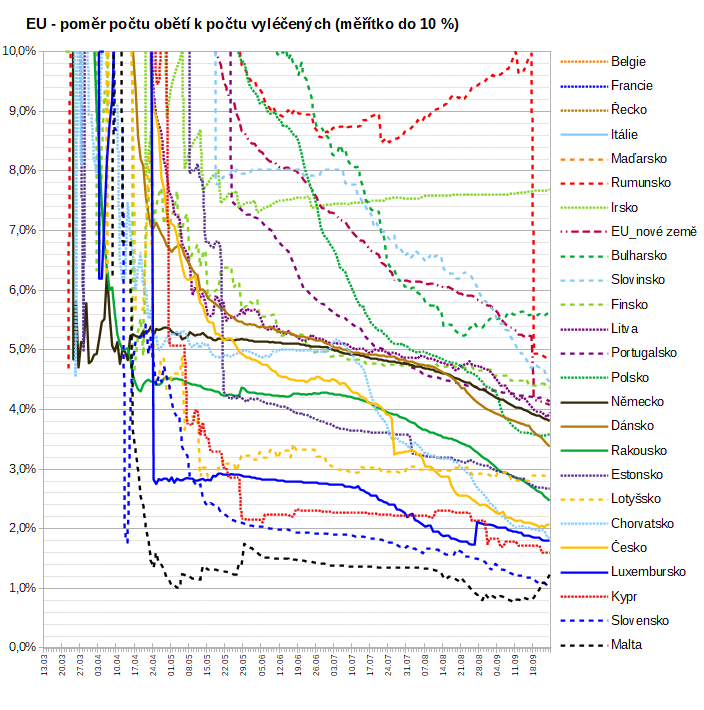 EU - poměr počtu obětí k počtu vyléčených (měřítko do 10 %)
10,0%
9,0%
8,0%
7,0%
6,0%
5,0%
4,0%
3,0%
2,0%
1,0%
0,0%
13.03
20.03
27.03
03.04
10.04
17.04
24.04
01.05
08.05
15.05
22.05
29.05
05.06
12.06
19.06
26.06
03.07
10.07
17.07
24.07
31.07
07.08
14.08
21.08
28.08
04.09
11.09
18.09
Belgie
Francie
Řecko
Itálie
Maďarsko
Rumunsko
Irsko
EU_nové země
Bulharsko
Slovinsko
Finsko
Litva
Portugalsko
Polsko
Německo
Dánsko
Rakousko
Estonsko
Lotyšsko
Chorvatsko
Česko
Luxembursko
Kypr
Slovensko
Malta